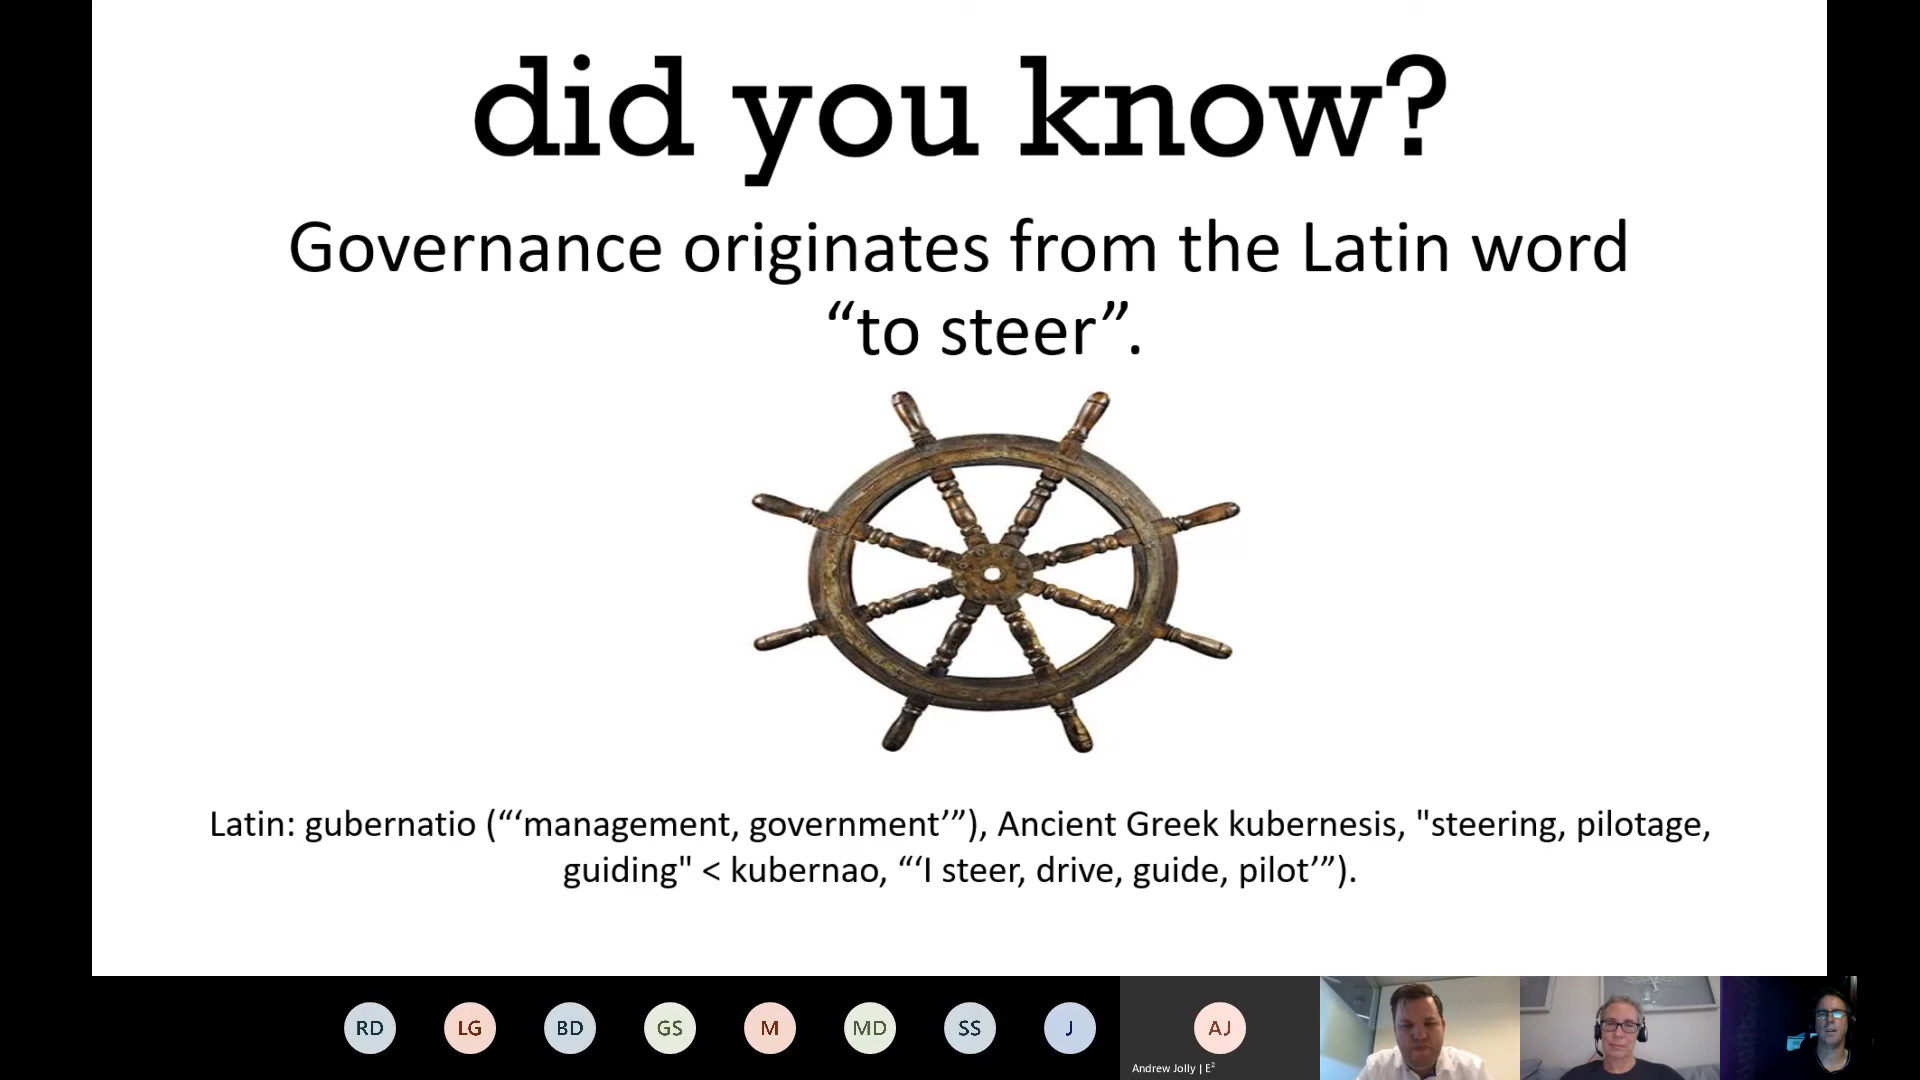 did you know?
Governance originates from the Latin word
“to steer”.
Latin: gubernatio (“‘management, government’”), Ancient Greek kubernesis, "steering, pilotage,
guiding" < kubernao, “‘I steer, drive, guide, pilot’”).
RD
LG
BD
GS
M
MD
SS
J
AJ
Andrew Jolly | E²